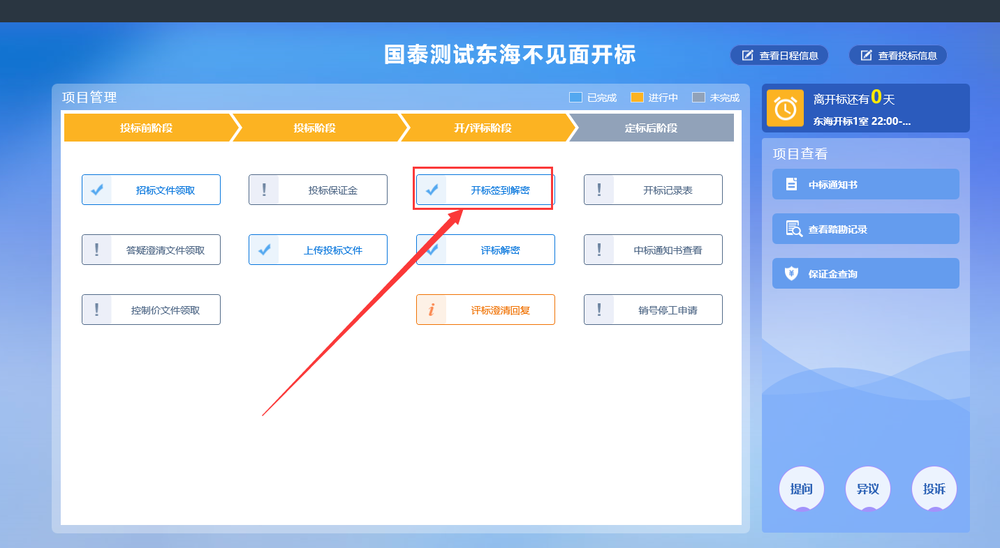 国泰测试东海不见面开标
查看日程信息
查看投标信息
项目管理
已完成
进行中
未完成
投标前阶段
投标阶段
开/评标阶段
定标后阶段
招标文件领取
投标保证金
开标签到解密
开标记录表
答疑澄清文件领取
上传投标文件
评标解密
中标通知书查看
控制价文件领取
评标澄清回复
销号停工申请
离开标还有0天
东海开标1室 22:00-...
项目查看
中标通知书
查看踏勘记录
保证金查询
提问
异议
投诉